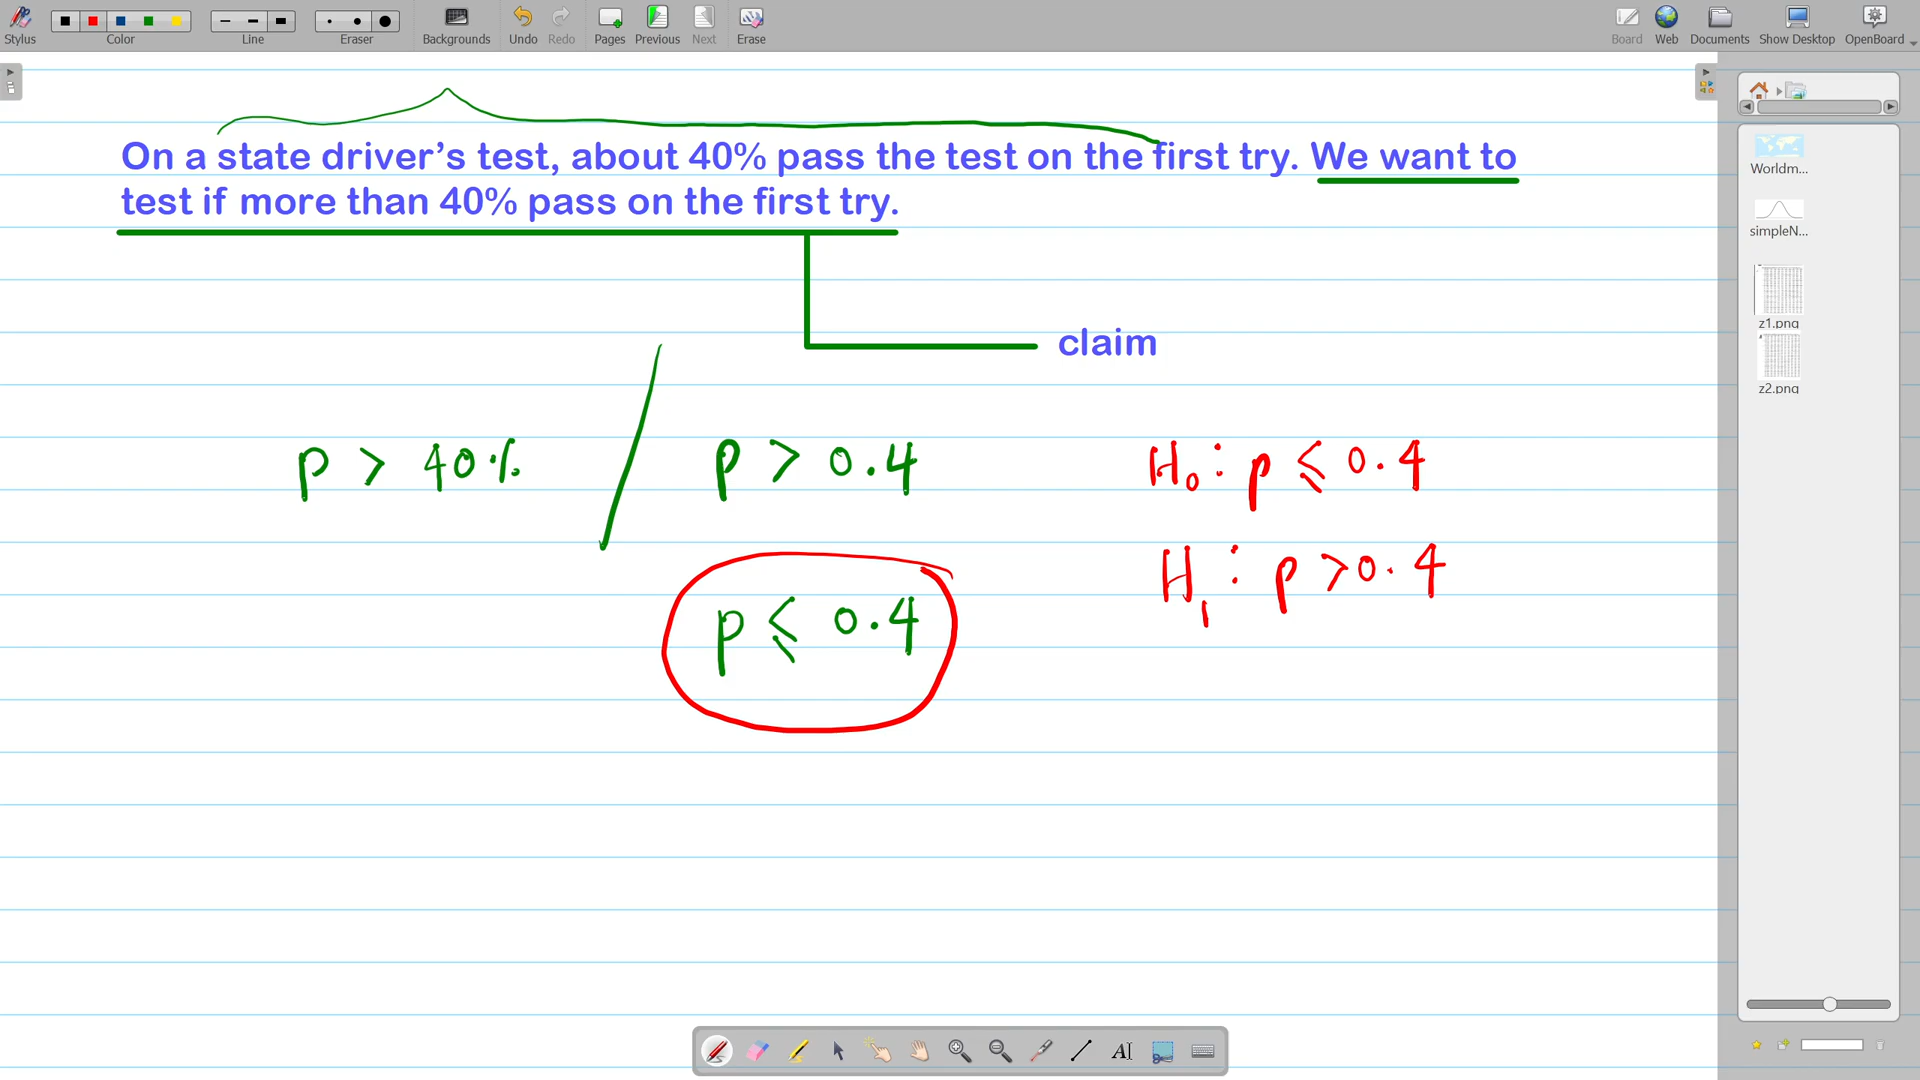 Stylus
Color
Line
Eraser
Backgrounds
Undo
Redo
Pages
Previous
Next
Erase
Board
Web
Documents
Show Desktop
OpenBoard
On a state driver’s test, about 40% pass the test on the first try. We want to
test if more than 40% pass on the first try.
claim
p > 40%
p > 0.4
H₀ : p ≤ 0.4
H₁ : p > 0.4
p ≤ 0.4
Worldm...
simpleN...
z1.png
z2.png